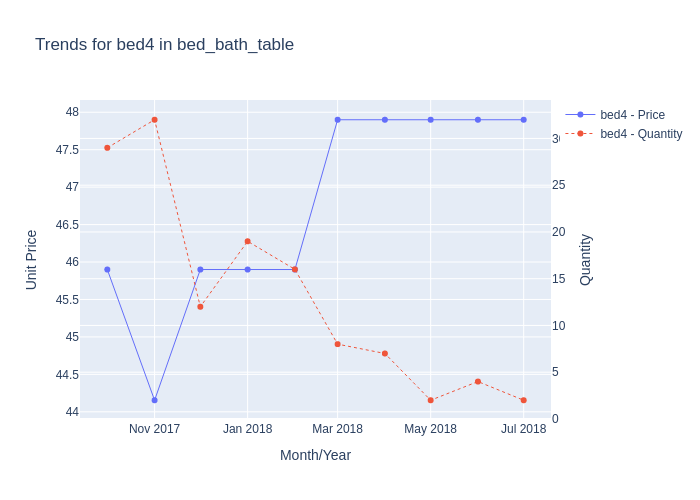 Trends for bed4 in bed_bath_table
bed4 - Price
bed4 - Quantity
48
47.5
47
46.5
46
45.5
45
44.5
44
30
25
20
15
10
5
0
Unit Price
Quantity
Nov 2017
Jan 2018
Mar 2018
May 2018
Jul 2018
Month/Year